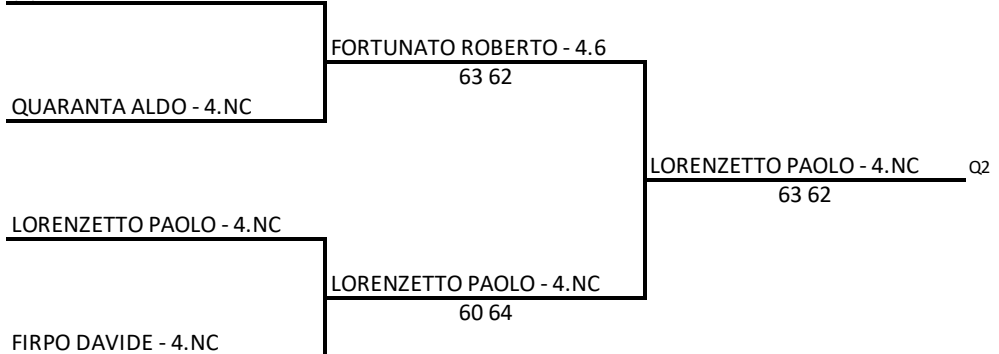 FORTUNATO ROBERTO - 4.6
63 62
QUARANTA ALDO - 4.NC
LORENZETTO PAOLO - 4.NC
Q2
63 62
LORENZETTO PAOLO - 4.NC
LORENZETTO PAOLO - 4.NC
60 64
FIRPO DAVIDE - 4.NC